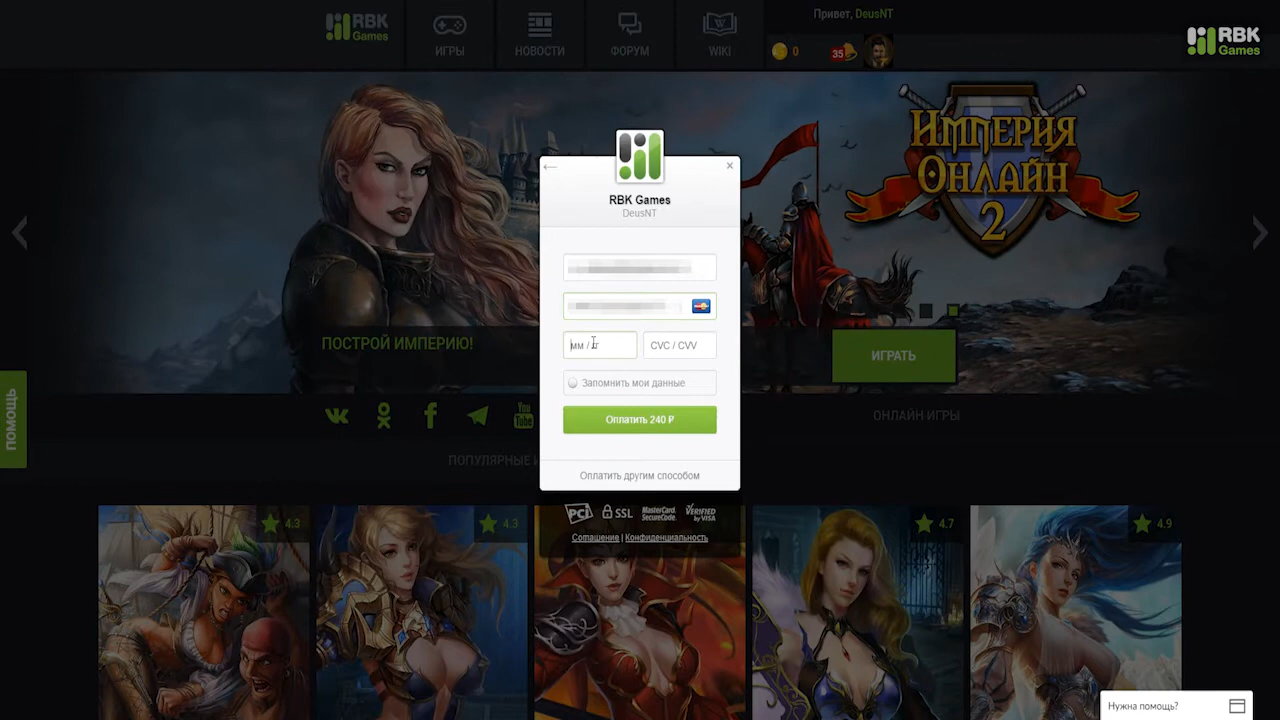 RBK
Games
ИГРЫ
НОВОСТИ
ФОРУМ
WIKI
Привет, DeusNT
0
35
RBK
Games
ИМПЕРИЯ
ОНЛАЙН
2
RBK Games
DeusNT
ПОСТРОЙ ИМПЕРИЮ!
ИГРАТЬ
CVC / CVV
Запомнить мои данные
Оплатить 240 ₽
Оплатить другим способом
ПОМОЩЬ
You
Tube
ОНЛАЙН ИГРЫ
ПОПУЛЯРНЫЕ
PCI
SSL
MasterCard.
SecureCode.
VERIFIED
by VISA
Соглашение | Конфиденциальность
4.3
4.3
4.7
4.9
Нужна помощь?